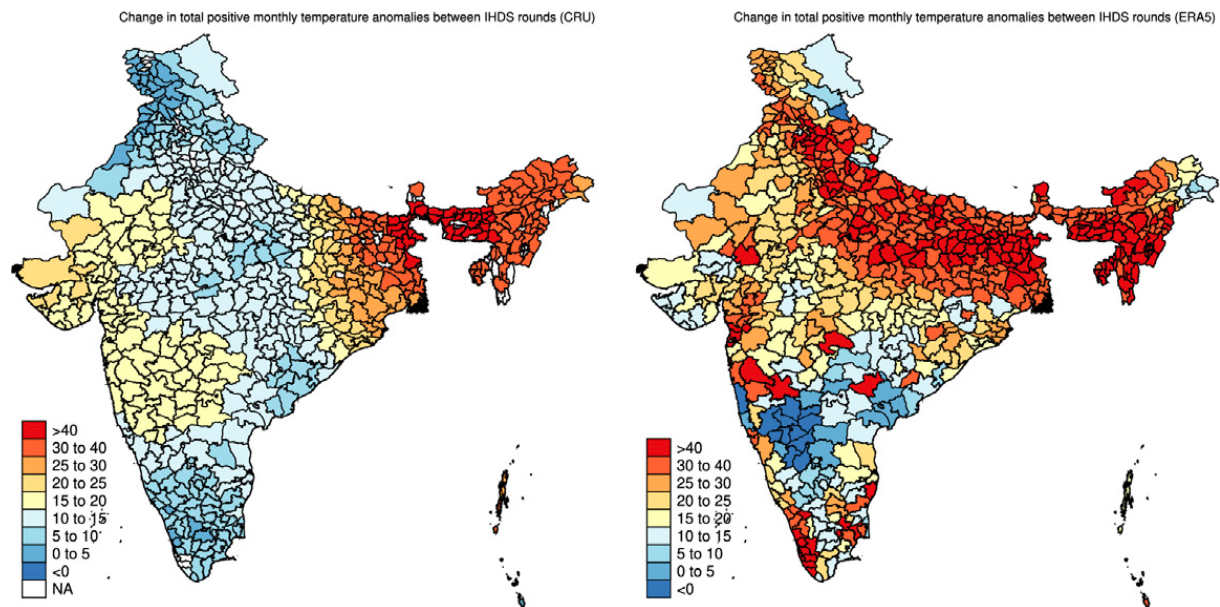 Change in total positive monthly temperature anomalies between IHDS rounds (CRU)
>40
30 to 40
25 to 30
20 to 25
15 to 20
10 to 15
5 to 10
0 to 5
<0
NA
Change in total positive monthly temperature anomalies between IHDS rounds (ERA5)
>40
30 to 40
25 to 30
20 to 25
15 to 20
10 to 15
5 to 10
0 to 5
<0